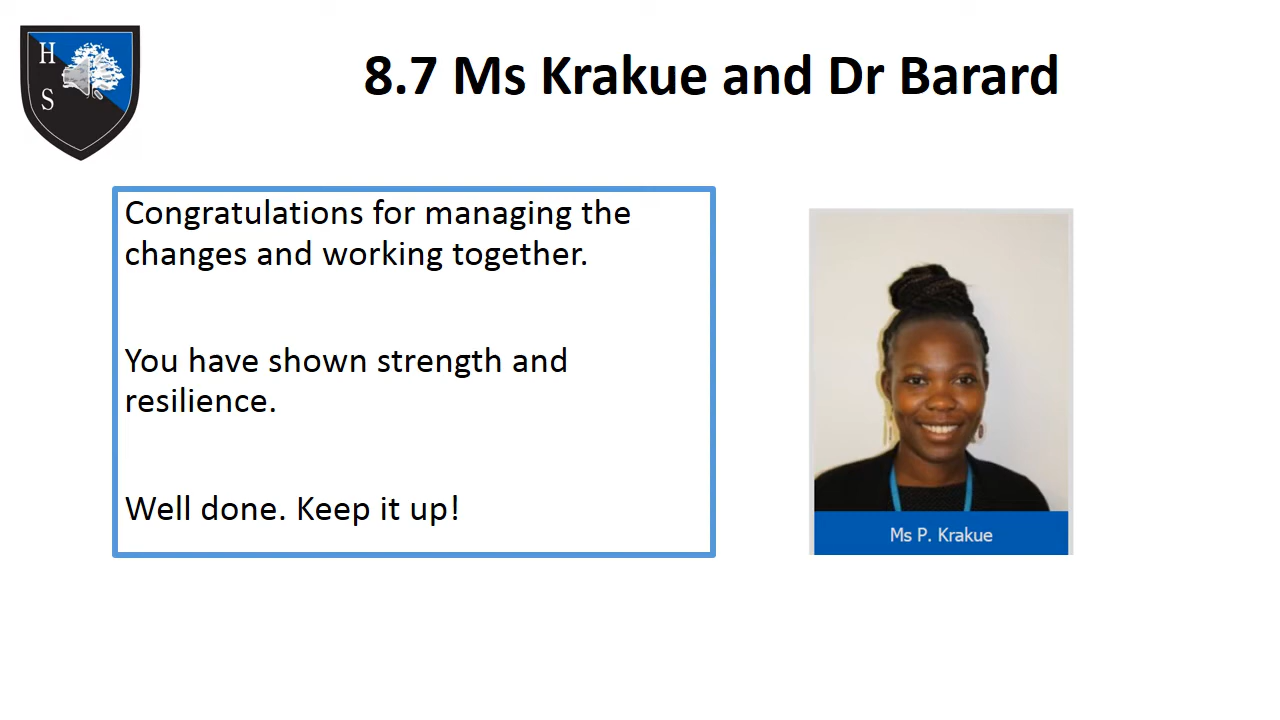 H
S
8.7 Ms Krakue and Dr Barard
Congratulations for managing the
changes and working together.
You have shown strength and
resilience.
Well done. Keep it up!
Ms P. Krakue